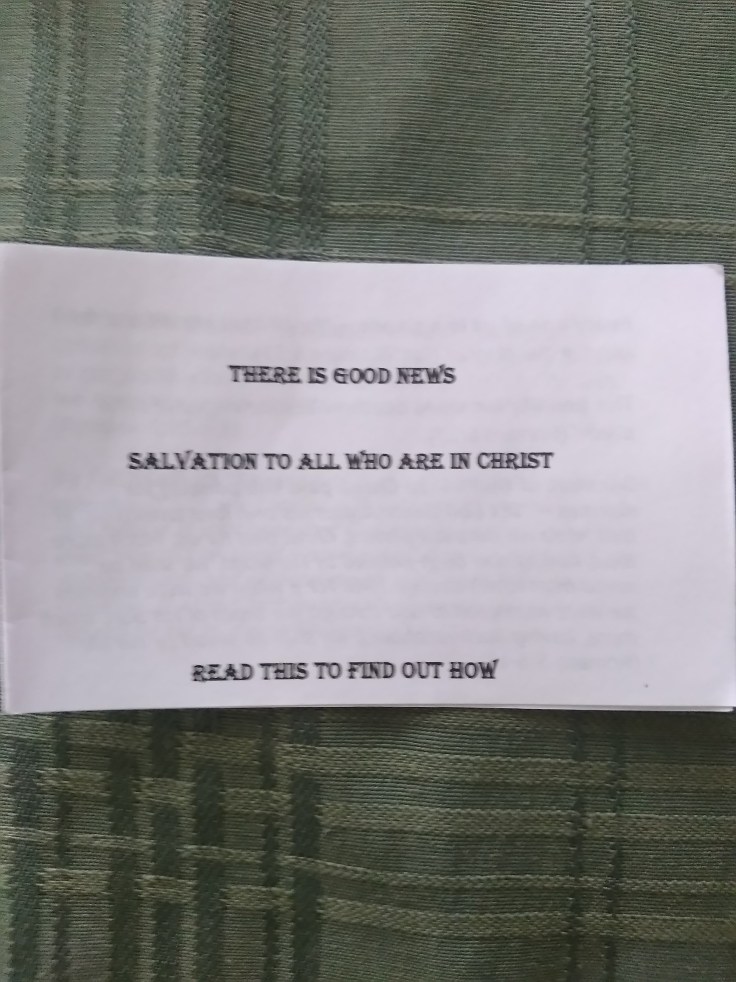 THERE IS GOOD NEWS
SALVATION TO ALL WHO ARE IN CHRIST
READ THIS TO FIND OUT HOW